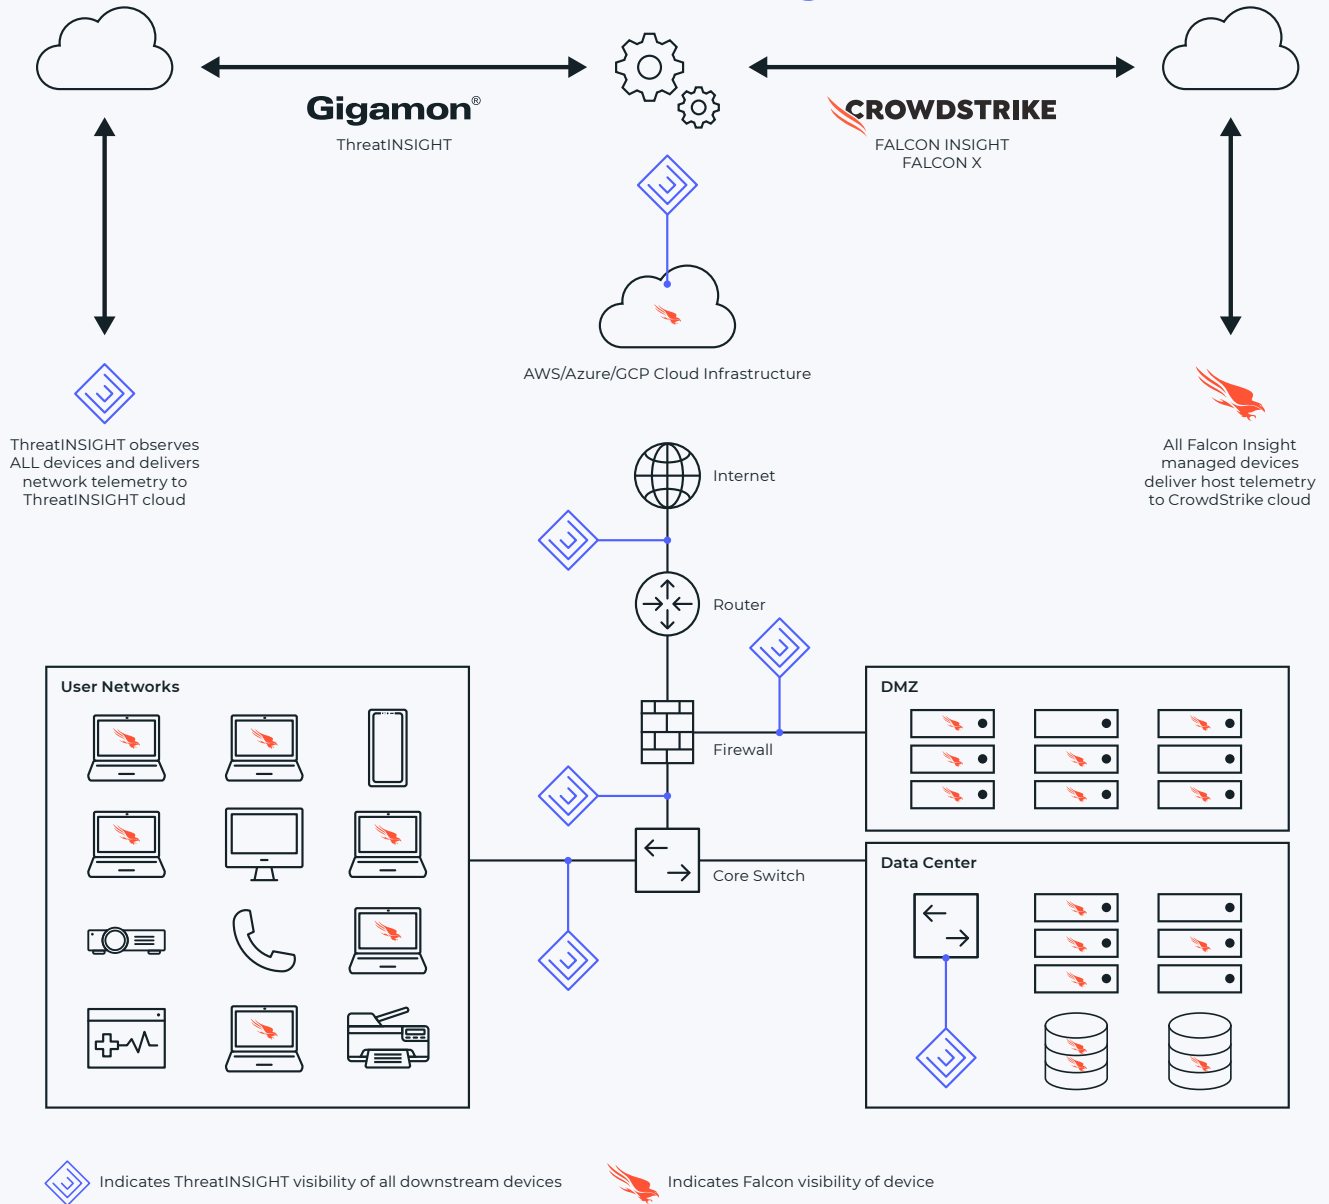 Gigamon®
ThreatINSIGHT
CROWDSTRIKE
FALCON INSIGHT
FALCON X
AWS/Azure/GCP Cloud Infrastructure
ThreatINSIGHT observes
ALL devices and delivers
network telemetry to
ThreatINSIGHT cloud
All Falcon Insight
managed devices
deliver host telemetry
to CrowdStrike cloud
Internet
Router
User Networks
DMZ
Firewall
Core Switch
Data Center
Indicates ThreatINSIGHT visibility of all downstream devices
Indicates Falcon visibility of device